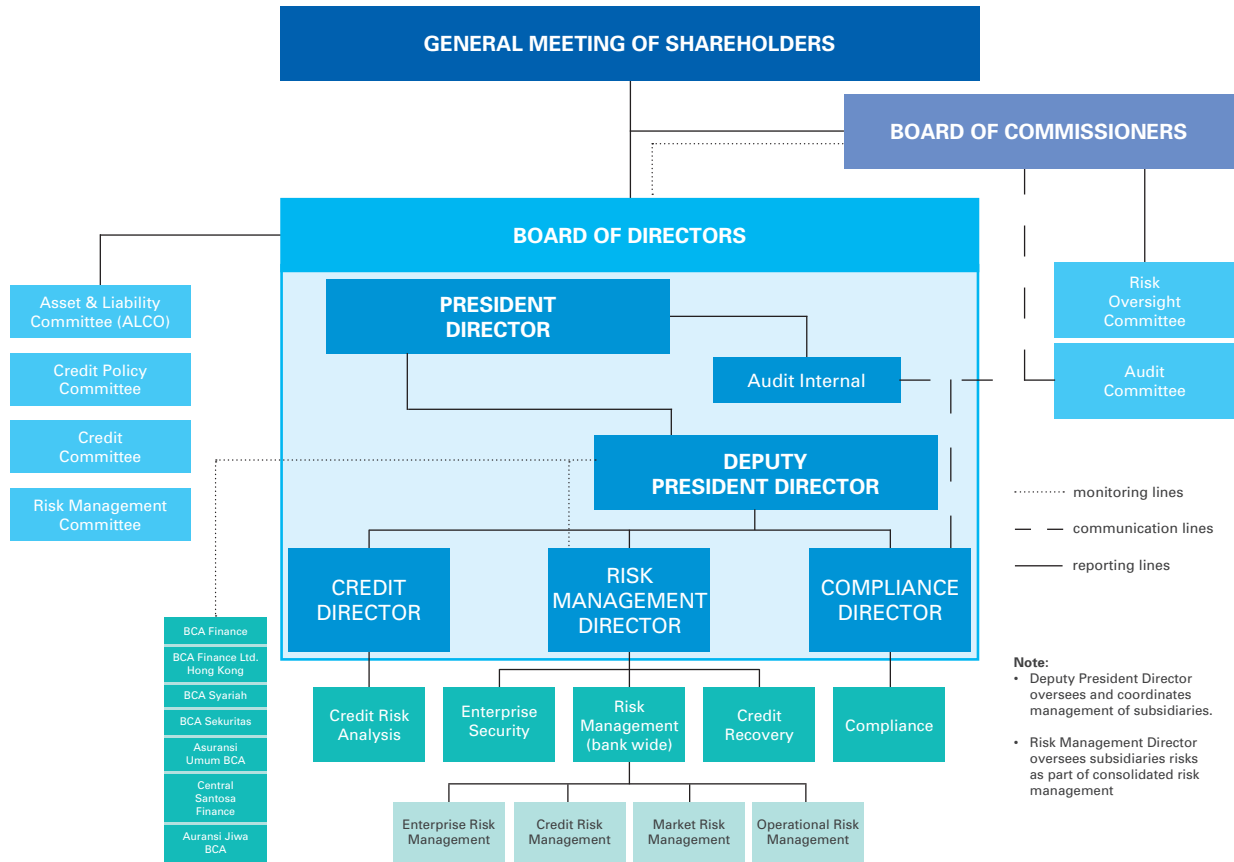 GENERAL MEETING OF SHAREHOLDERS
BOARD OF COMMISSIONERS
BOARD OF DIRECTORS
Asset & Liability
Committee (ALCO)
Credit Policy
Committee
Credit
Committee
Risk Management
Committee
PRESIDENT
DIRECTOR
Audit Internal
DEPUTY
PRESIDENT DIRECTOR
Risk
Oversight
Committee
Audit
Committee
monitoring lines
communication lines
reporting lines
CREDIT
DIRECTOR
RISK
MANAGEMENT
DIRECTOR
COMPLIANCE
DIRECTOR
BCA Finance
BCA Finance Ltd.
Hong Kong
BCA Syariah
BCA Sekuritas
Asuransi
Umum BCA
Central
Santosa
Finance
Auransi Jiwa
BCA
Credit Risk
Analysis
Enterprise
Security
Risk
Management
(bank wide)
Credit
Recovery
Compliance
Enterprise Risk
Management
Credit Risk
Management
Market Risk
Management
Operational Risk
Management
Note:
• Deputy President Director
oversees and coordinates
management of subsidiaries.
• Risk Management Director
oversees subsidiaries risks
as part of consolidated risk
management